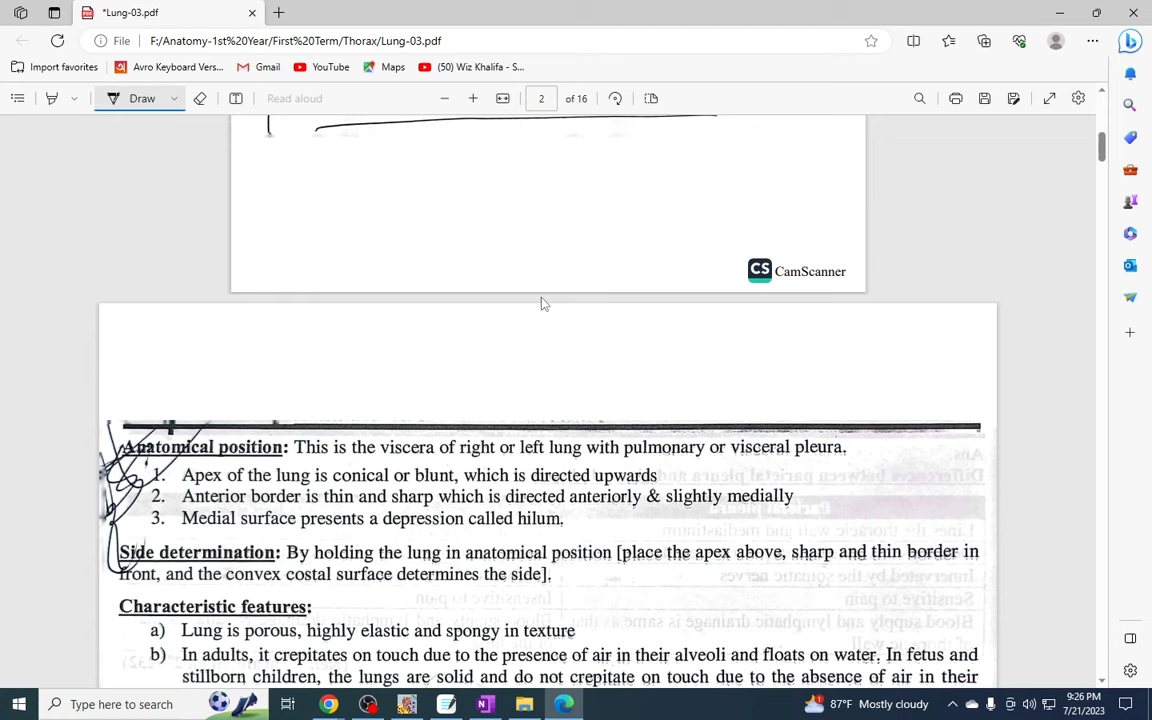 *Lung-03.pdf
File
F:/Anatomy-1st%20Year/First%20Term/Thorax/Lung-03.pdf
Import favorites
Avro Keyboard Vers...
Gmail
YouTube
Maps
(50) Wiz Khalifa - S...
Draw
Read aloud
2 of 16
CS CamScanner
Anatomical position: This is the viscera of right or left lung with pulmonary or visceral pleura.
1. Apex of the lung is conical or blunt, which is directed upwards
2. Anterior border is thin and sharp which is directed anteriorly & slightly medially
3. Medial surface presents a depression called hilum.
Side determination: By holding the lung in anatomical position [place the apex above, sharp and thin border in
front, and the convex costal surface determines the side].
Characteristic features:
a) Lung is porous, highly elastic and spongy in texture
b) In adults, it crepitates on touch due to the presence of air in their alveoli and floats on water. In fetus and
stillborn children, the lungs are solid and do not crepitate on touch due to the absence of air in their
Type here to search
87°F Mostly cloudy
9:26 PM
7/21/2023